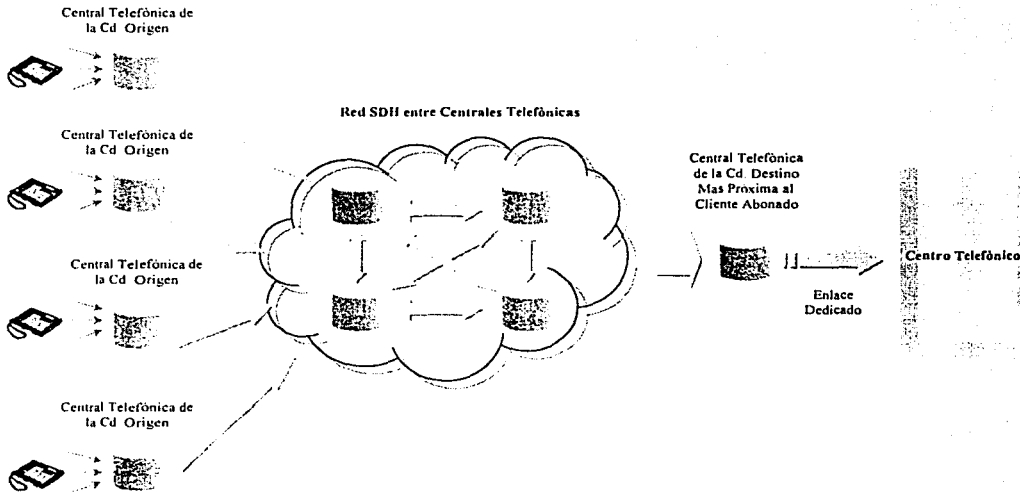 Central Telefònica de
la Cd Origen
Central Telefònica de
la Cd Origen
Central Telefònica de
la Cd Origen
Central Telefònica de
la Cd Origen
Red SDH entre Centrales Telefònicas
Central Telefònica
de la Cd. Destino
Mas Pròxima al
Cliente Abonado
Enlace
Dedicado
Centro Telefònico